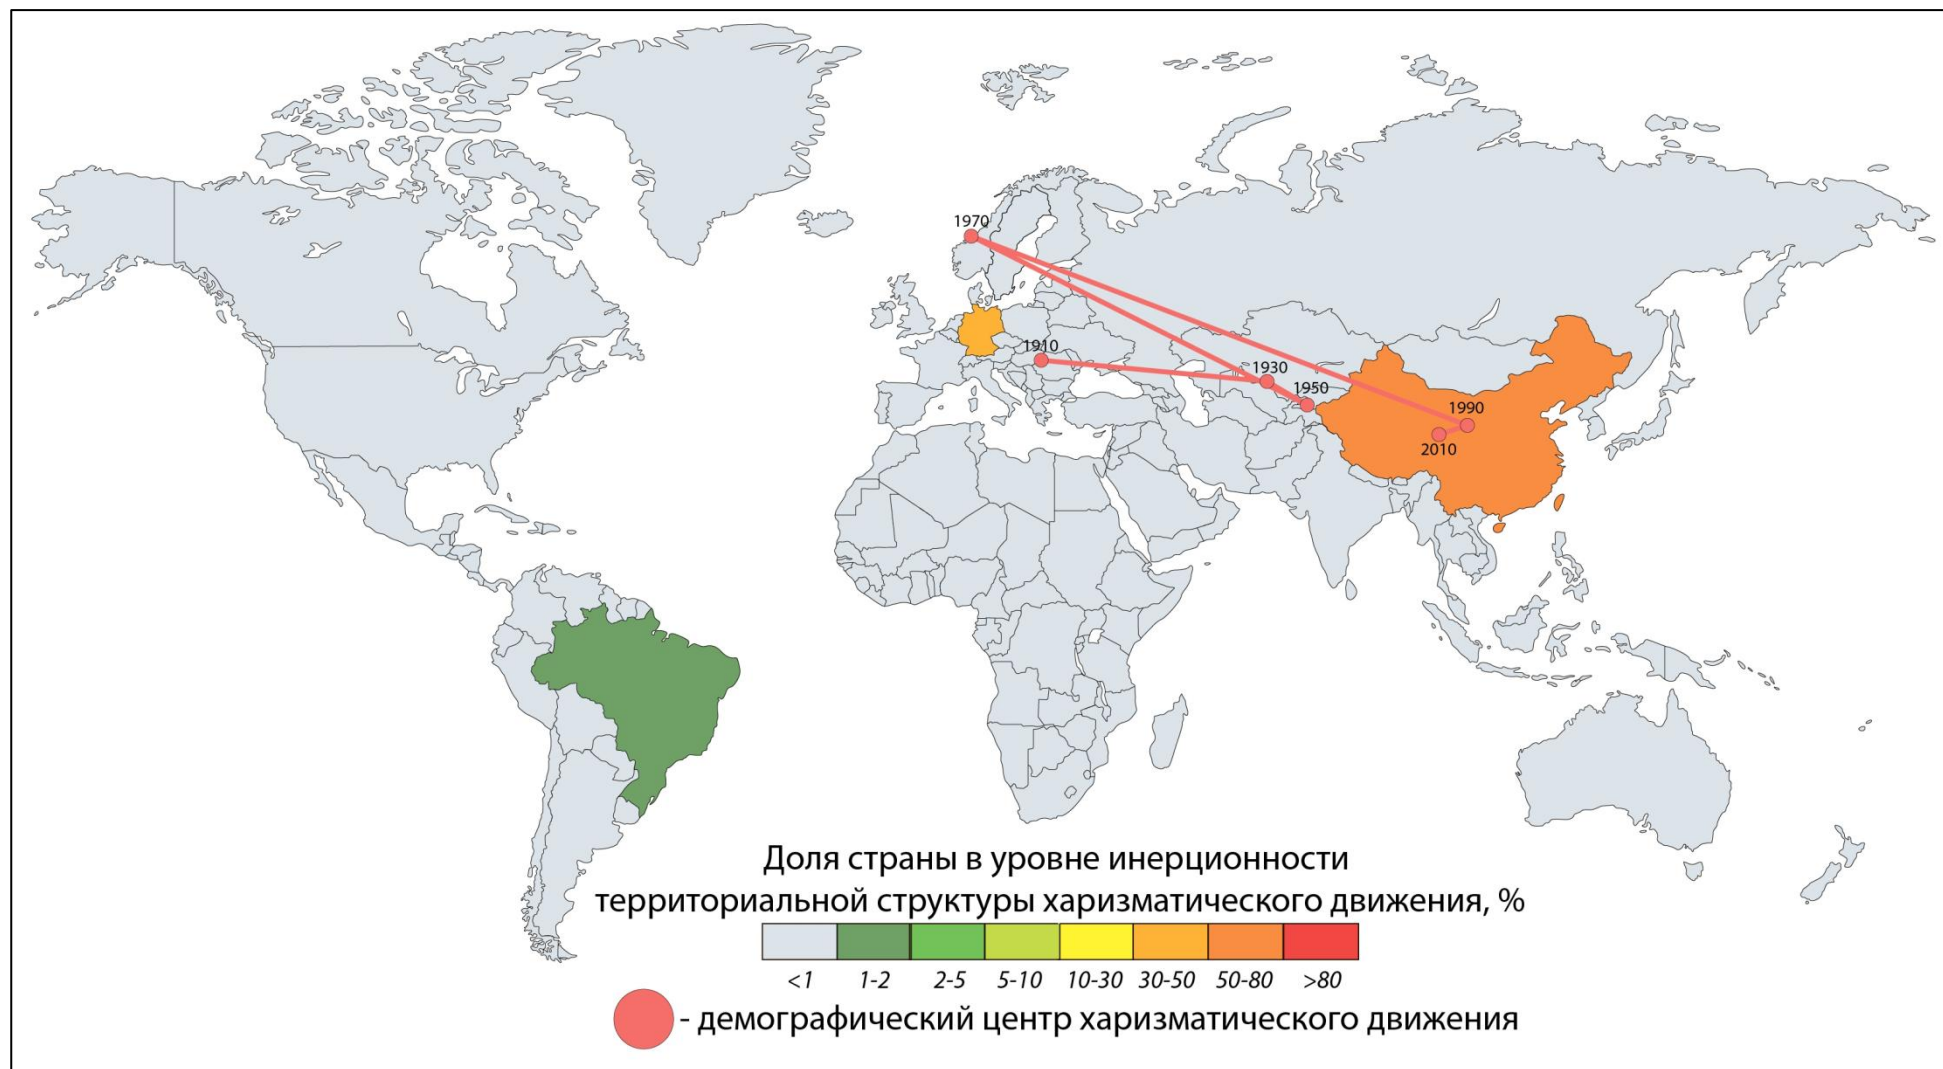 1970
1910
1930
1950
1990
2010
Доля страны в уровне инерционности
территориальной структуры харизматического движения, %
<1 1-2 2-5 5-10 10-30 30-50 50-80 >80
- демографический центр харизматического движения